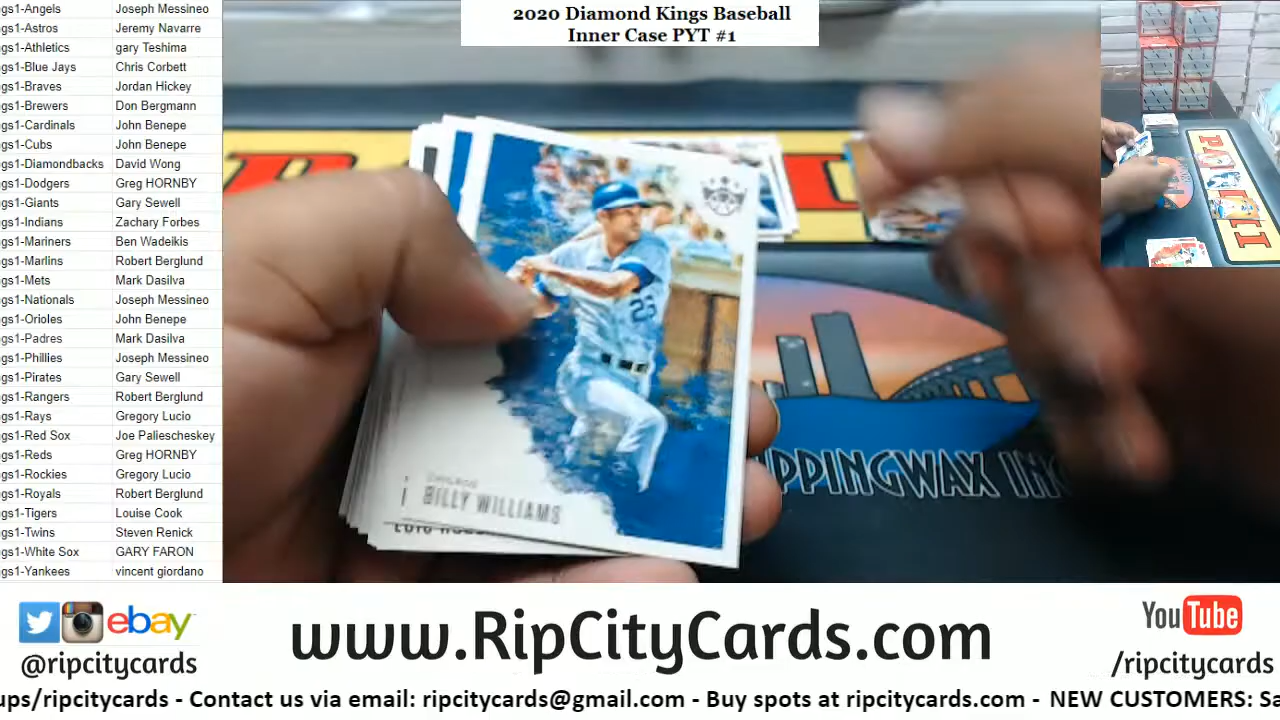 2020 Diamond Kings Baseball
Inner Case PYT #1
gs1-Angels Joseph Messineo
gs1-Astros Jeremy Navarre
gs1-Athletics gary Teshima
gs1-Blue Jays Chris Corbett
gs1-Braves Jordan Hickey
gs1-Brewers Don Bergmann
gs1-Cardinals John Benepe
gs1-Cubs John Benepe
gs1-Diamondbacks David Wong
gs1-Dodgers Greg HORNBY
gs1-Giants Gary Sewell
gs1-Indians Zachary Forbes
gs1-Mariners Ben Wadeikis
gs1-Marlins Robert Berglund
gs1-Mets Mark Dasilva
gs1-Nationals Joseph Messineo
gs1-Orioles John Benepe
gs1-Padres Mark Dasilva
gs1-Phillies Joseph Messineo
gs1-Pirates Gary Sewell
gs1-Rangers Robert Berglund
gs1-Rays Gregory Lucio
gs1-Red Sox Joe Paliescheskey
gs1-Reds Greg HORNBY
gs1-Rockies Gregory Lucio
gs1-Royals Robert Berglund
gs1-Tigers Louise Cook
gs1-Twins Steven Renick
gs1-White Sox GARY FARON
gs1-Yankees vincent giordano
26
CHICAGO
BILLY WILLIAMS
PPINGWAX IN
ebay
@ripcitycards
www.RipCityCards.com
YouTube
/ripcitycards
ups/ripcitycards - Contact us via email: ripcitycards@gmail.com - Buy spots at ripcitycards.com - NEW CUSTOMERS: Sa